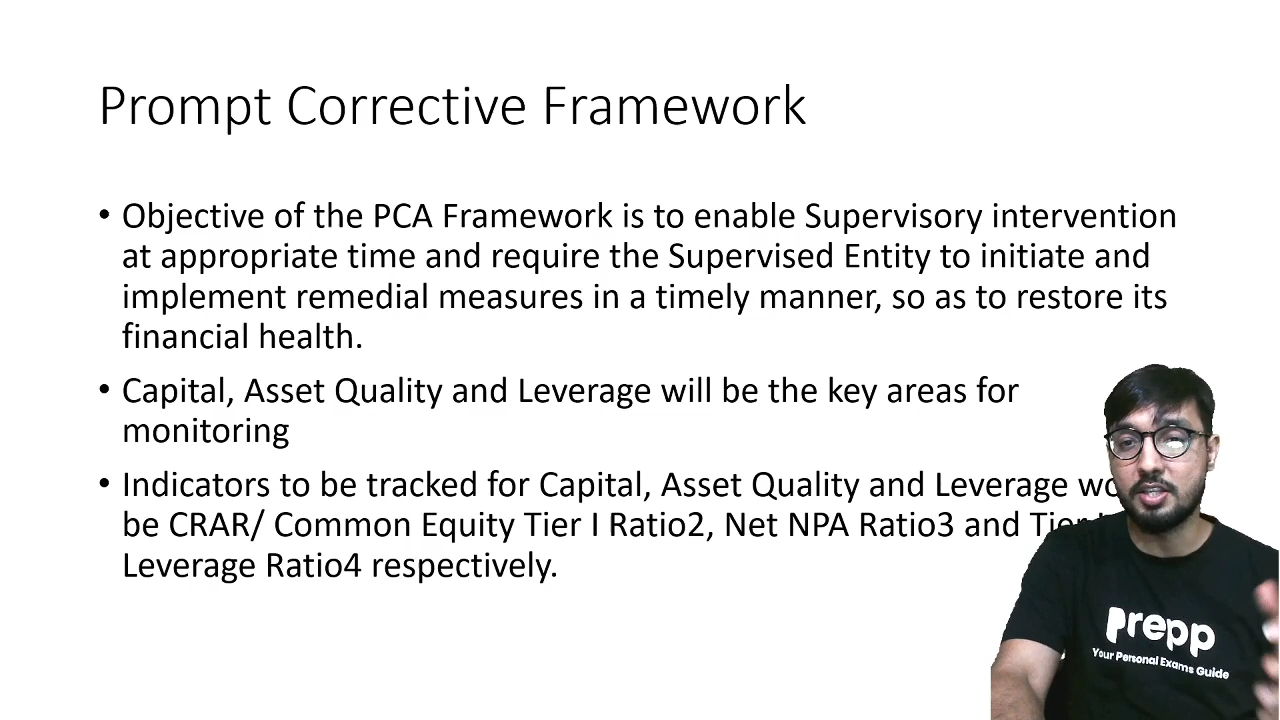 Prompt Corrective Framework
• Objective of the PCA Framework is to enable Supervisory intervention
at appropriate time and require the Supervised Entity to initiate and
implement remedial measures in a timely manner, so as to restore its
financial health.
• Capital, Asset Quality and Leverage will be the key areas for
monitoring
• Indicators to be tracked for Capital, Asset Quality and Leverage
be CRAR/ Common Equity Tier I Ratio2, Net NPA Ratio3 and Tier
Leverage Ratio4 respectively.
prepp
Your Personal Exams Guide